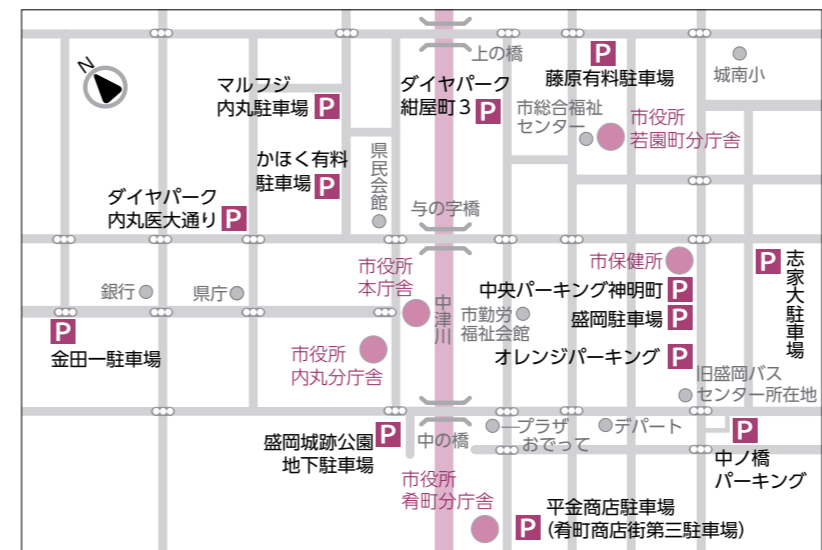 上の橋
P
藤原有料駐車場
城南小
N
マルフジ
内丸駐車場 P
ダイヤパーク
紺屋町3 P
市総合福祉
センター
市役所
若園町分庁舎
かほく有料
駐車場 P
県民会館
ダイヤパーク
内丸医大通り P
与の字橋
市役所
本庁舎
市保健所
P 志家大駐車場
銀行
県庁
中津川
中央パーキング神明町 P
市勤労
福祉会館
盛岡駐車場 P
P
金田一駐車場
市役所
内丸分庁舎
オレンジパーキング P
旧盛岡バス
センター所在地
盛岡城跡公園 P
地下駐車場
中の橋
プラザ
おでって
デパート
P
中ノ橋
パーキング
市役所
肴町分庁舎
P 平金商店駐車場
(肴町商店街第三駐車場)